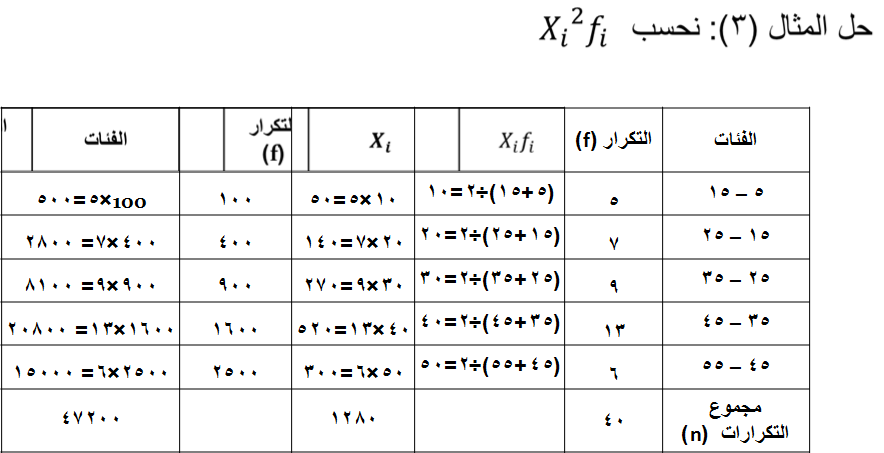 حل المثال (٣): نحسب $X_i{}^2 f_i$
الفئات | التكرار (f) | $X_i f_i$ | $X_i$ | لتكرار (f) | الفئات | ا
٥ – ١٥ | ٥ | (٥+١٥)÷٢=١٠ | ١٠×٥=٥٠ | ١٠٠ | 100×٥=٥٠٠
١٥ – ٢٥ | ٧ | (١٥+٢٥)÷٢=٢٠ | ٢٠×٧=١٤٠ | ٤٠٠ | ٤٠٠×٧= ٢٨٠٠
٢٥ – ٣٥ | ٩ | (٢٥+٣٥)÷٢=٣٠ | ٣٠×٩=٢٧٠ | ٩٠٠ | ٩٠٠×٩= ٨١٠٠
٣٥ – ٤٥ | ١٣ | (٣٥+٤٥)÷٢=٤٠ | ٤٠×١٣=٥٢٠ | ١٦٠٠ | ١٦٠٠×١٣= ٢٠٨٠٠
٤٥ – ٥٥ | ٦ | (٤٥+٥٥)÷٢=٥٠ | ٥٠×٦=٣٠٠ | ٢٥٠٠ | ٢٥٠٠×٦= ١٥٠٠٠
مجموع التكرارات (n) | ٤٠ | | ١٢٨٠ | | ٤٧٢٠٠